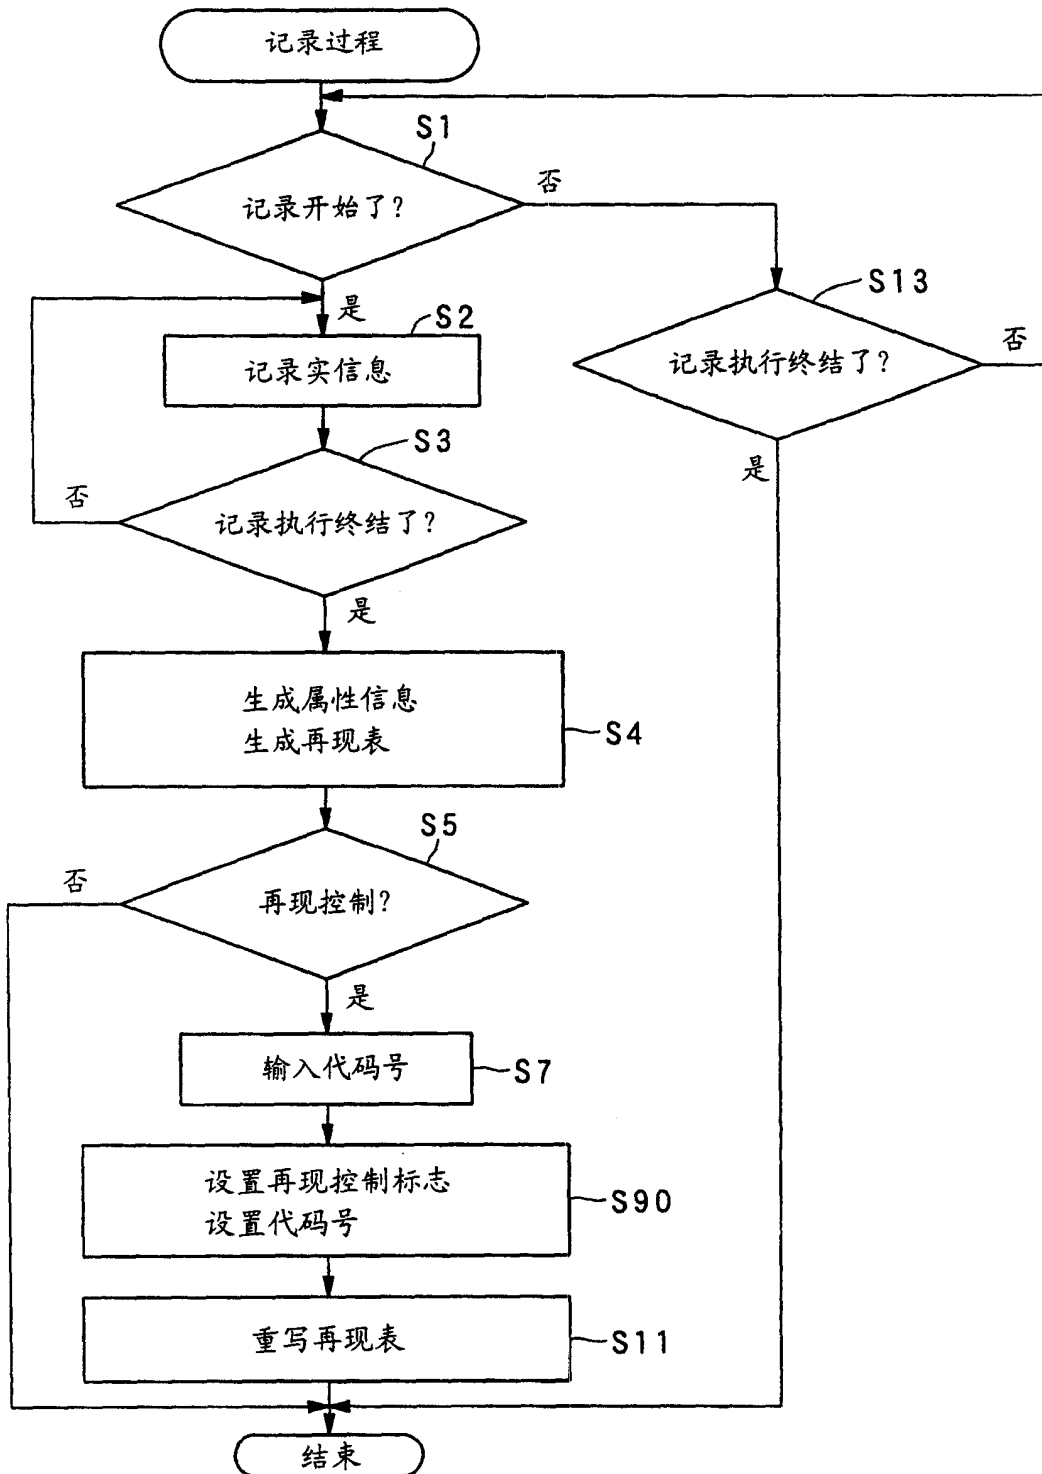 记录过程
S1
记录开始了?
否
S13
是
S2
记录实信息
记录执行终结了?
否
S3
记录执行终结了?
否
是
是
生成属性信息
生成再现表
S4
S5
再现控制?
否
是
输入代码号
S7
设置再现控制标志
设置代码号
S90
重写再现表
S11
结束